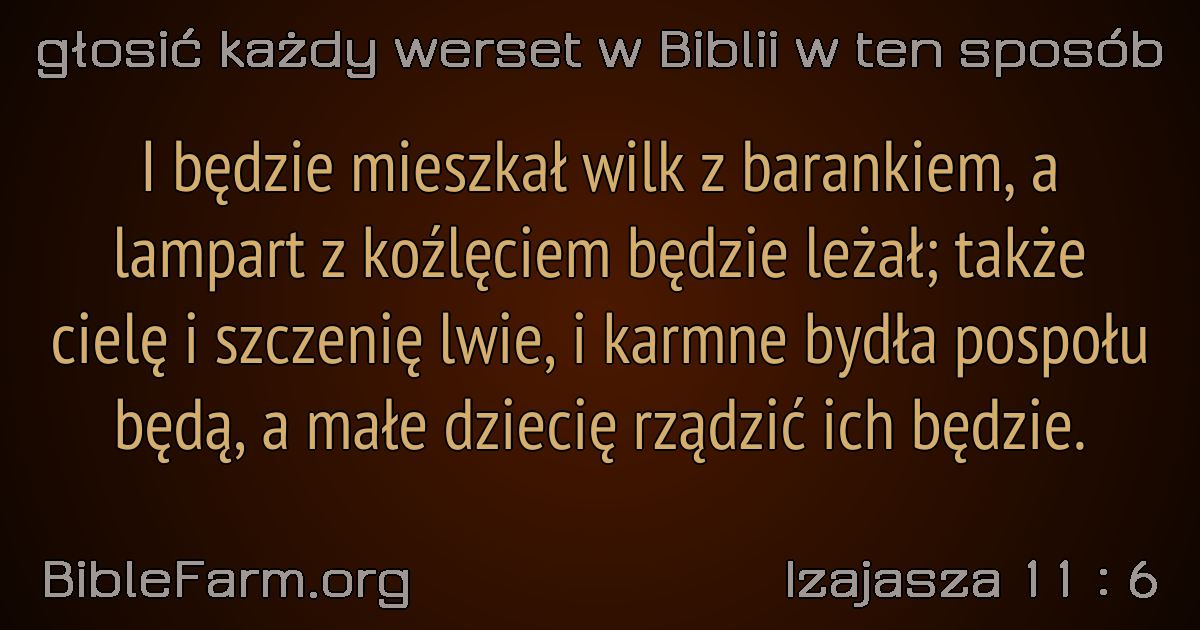 głosić każdy werset w Biblii w ten sposób
I będzie mieszkał wilk z barankiem, a
lampart z koźlęciem będzie leżał; także
cielę i szczenię lwie, i karmne bydła pospołu
będą, a małe dziecię rządzić ich będzie.
BibleFarm.org
Izajasza 11 : 6